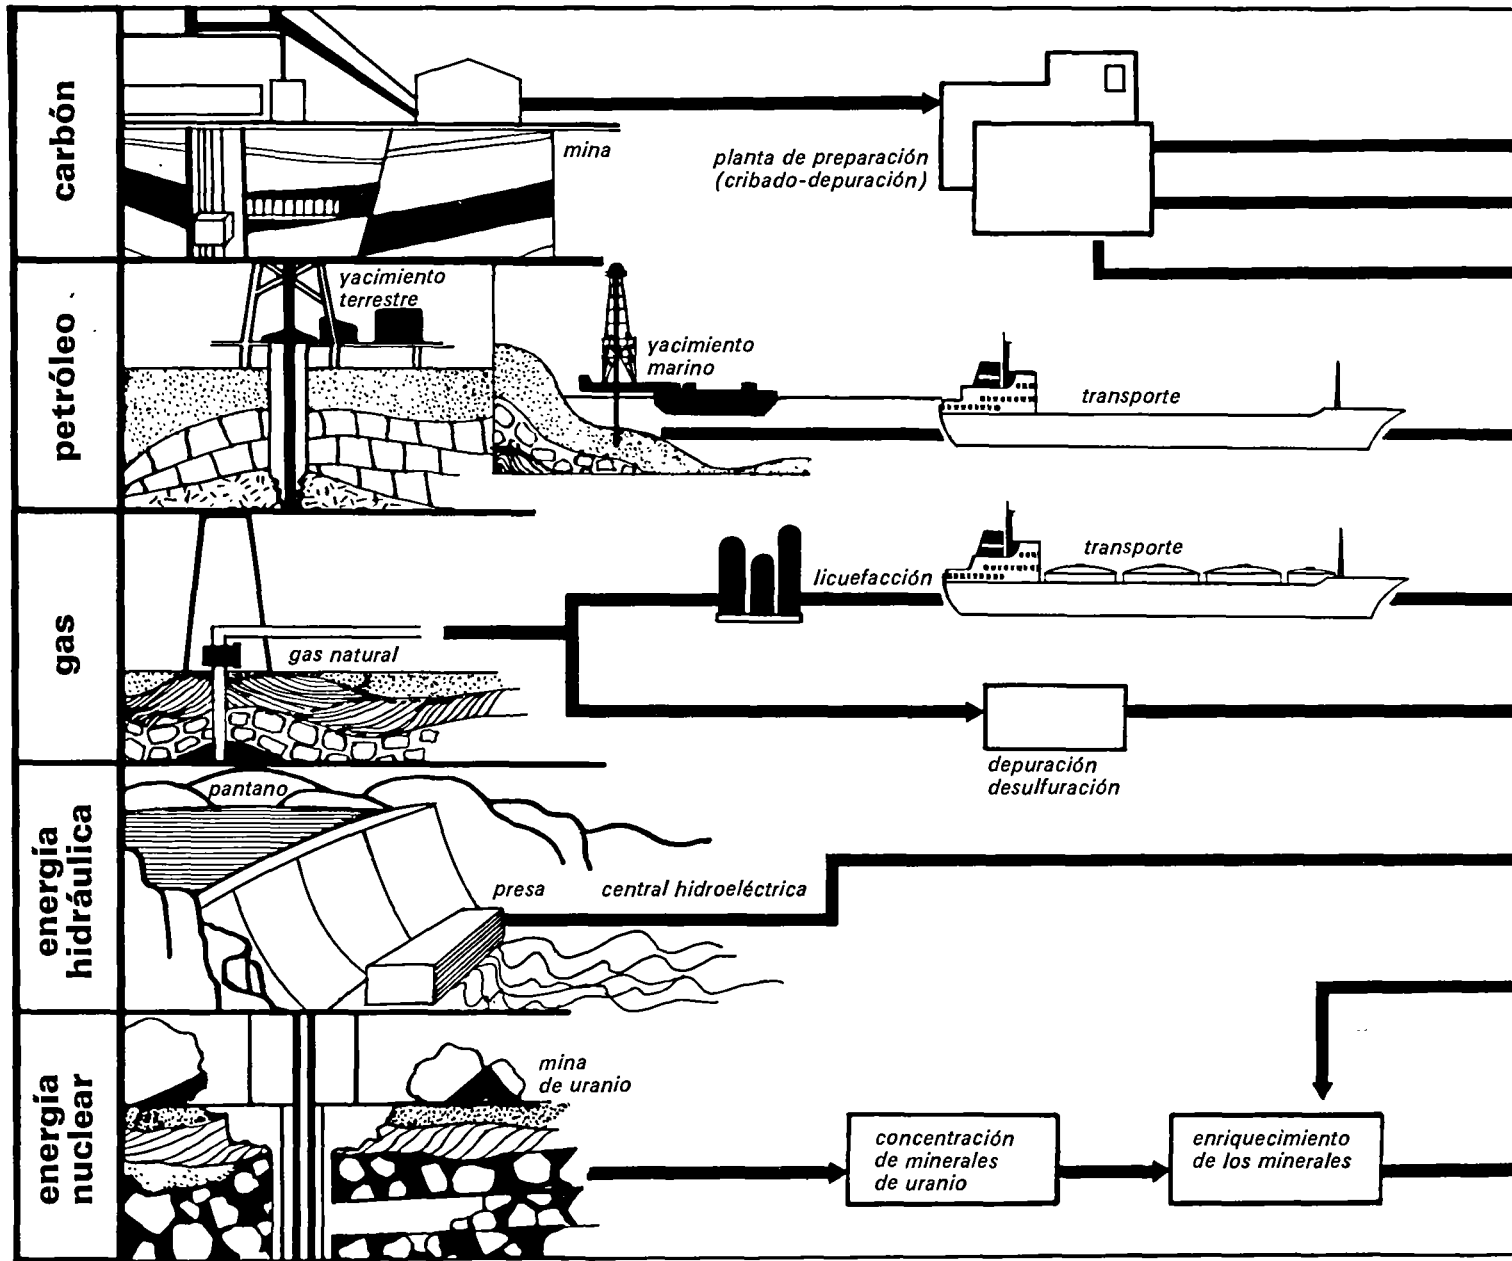 carbón
mina
planta de preparación
(cribado-depuración)
petróleo
yacimiento
terrestre
yacimiento
marino
transporte
gas
gas natural
licuefacción
transporte
depuración
desulfuración
energía
hidráulica
pantano
presa
central hidroeléctrica
energía
nuclear
mina
de uranio
concentración
de minerales
de uranio
enriquecimiento
de los minerales